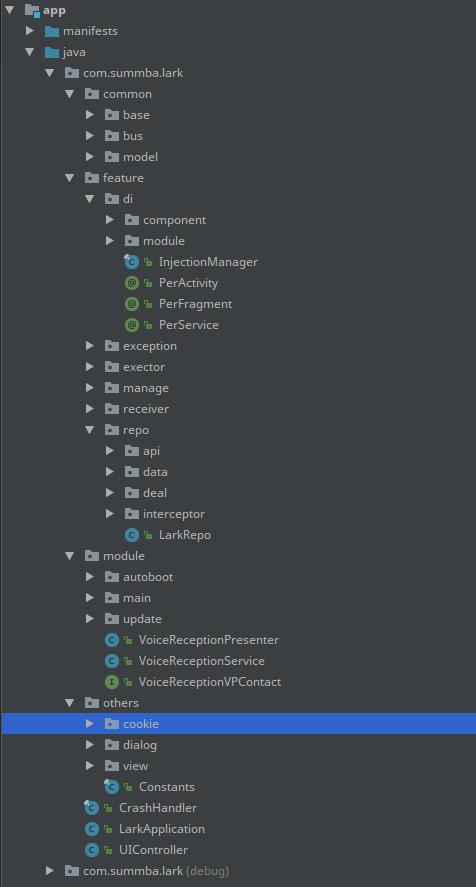 app
manifests
java
com.summba.lark
common
base
bus
model
feature
di
component
module
InjectionManager
PerActivity
PerFragment
PerService
exception
exector
manage
receiver
repo
api
data
deal
interceptor
LarkRepo
module
autoboot
main
update
VoiceReceptionPresenter
VoiceReceptionService
VoiceReceptionVPContact
others
cookie
dialog
view
Constants
CrashHandler
LarkApplication
UIController
com.summba.lark (debug)